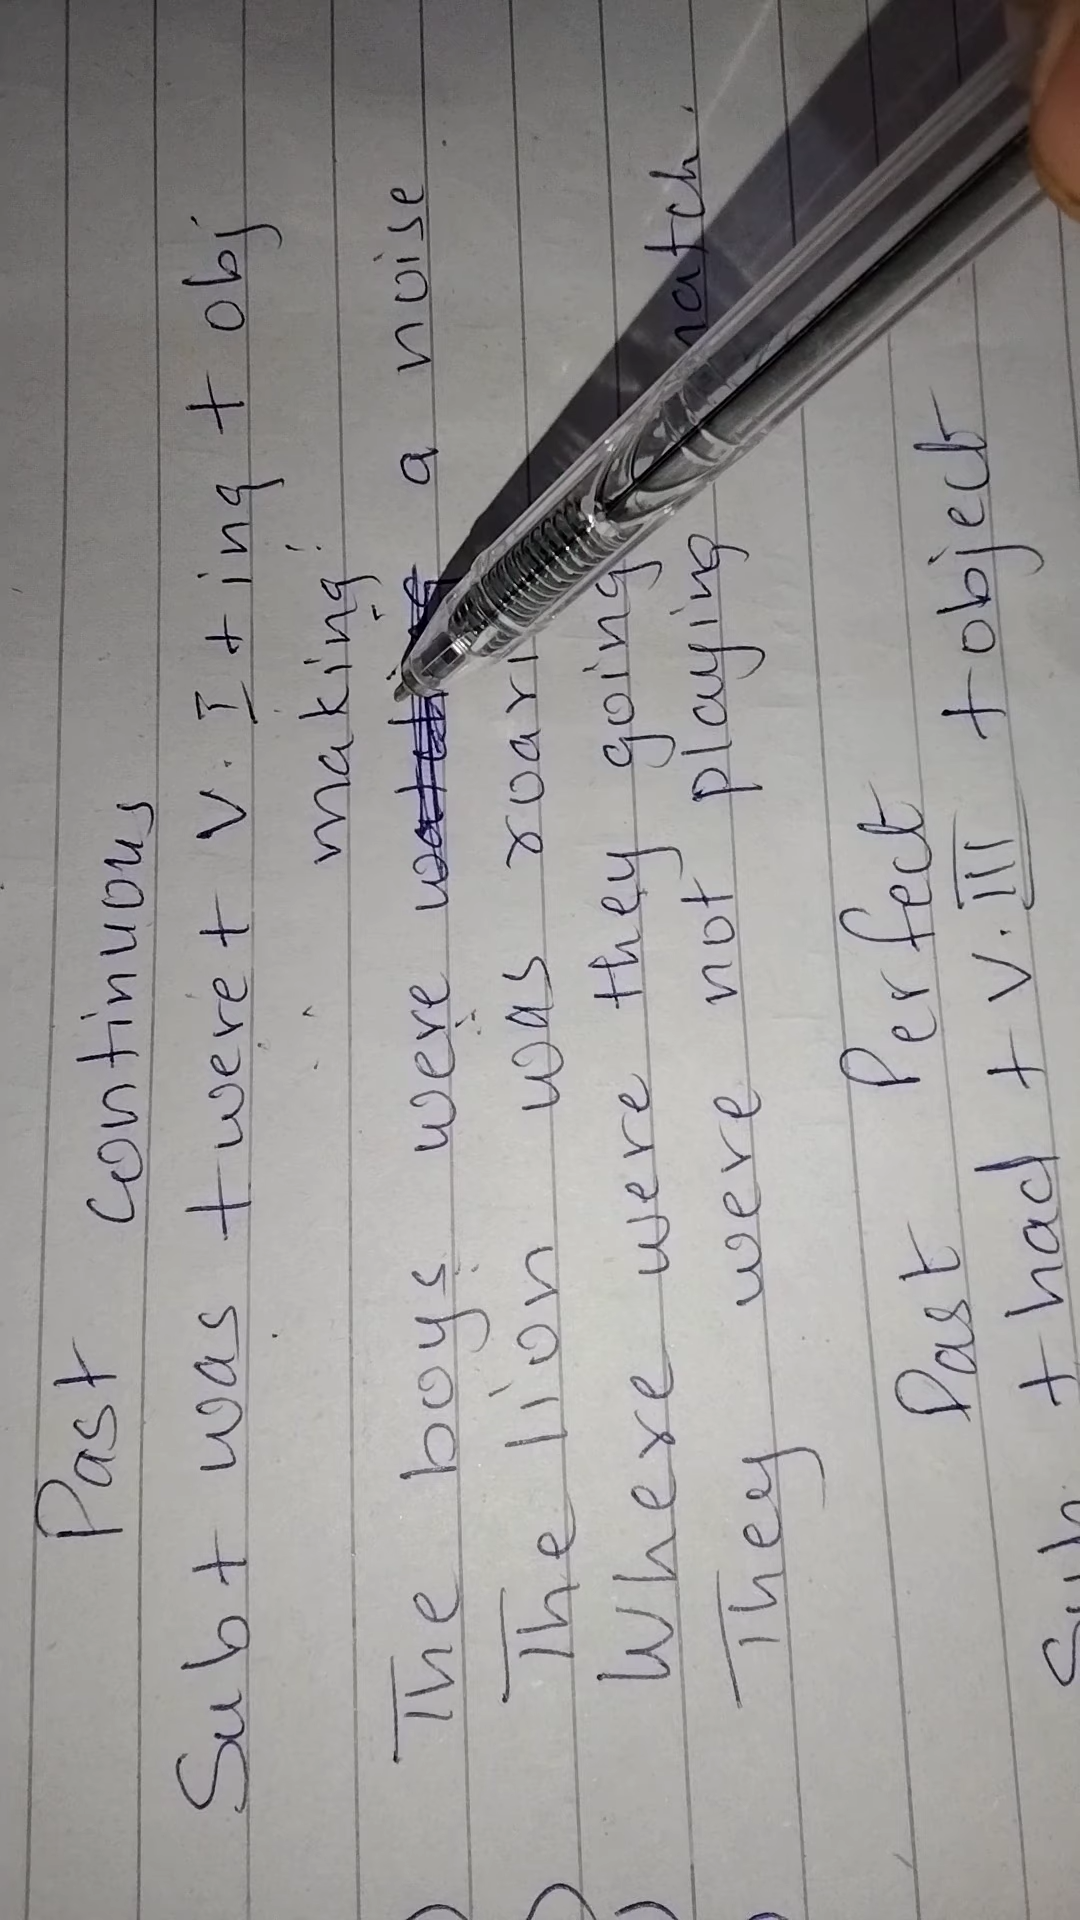 Past continuous
Sub + was + were + V. I + ing + obj
making
The boys were a noise
The lion was roari
Where were they going
They were not playing match.
Past Perfect
Sub + had + V. III + object